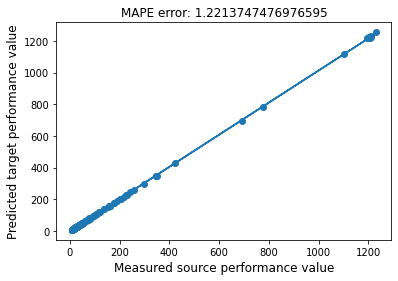 MAPE error: 1.2213747476976595
Predicted target performance value
1200
1000
800
600
400
200
0
0 200 400 600 800 1000 1200
Measured source performance value